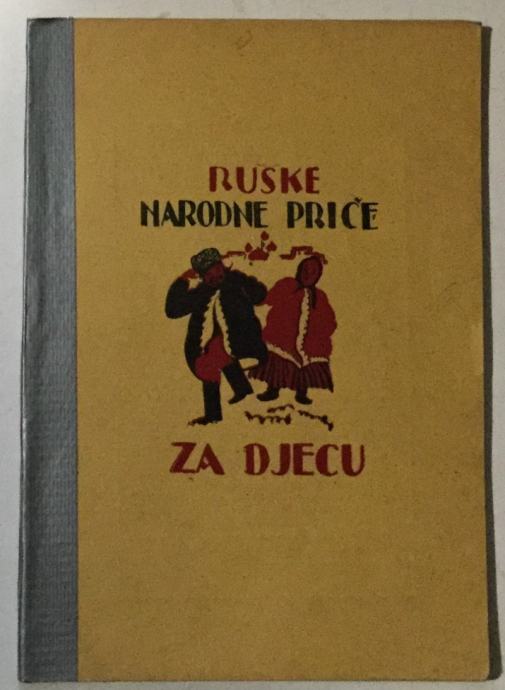 RUSKE
NARODNE PRIČE
ZA DJECU